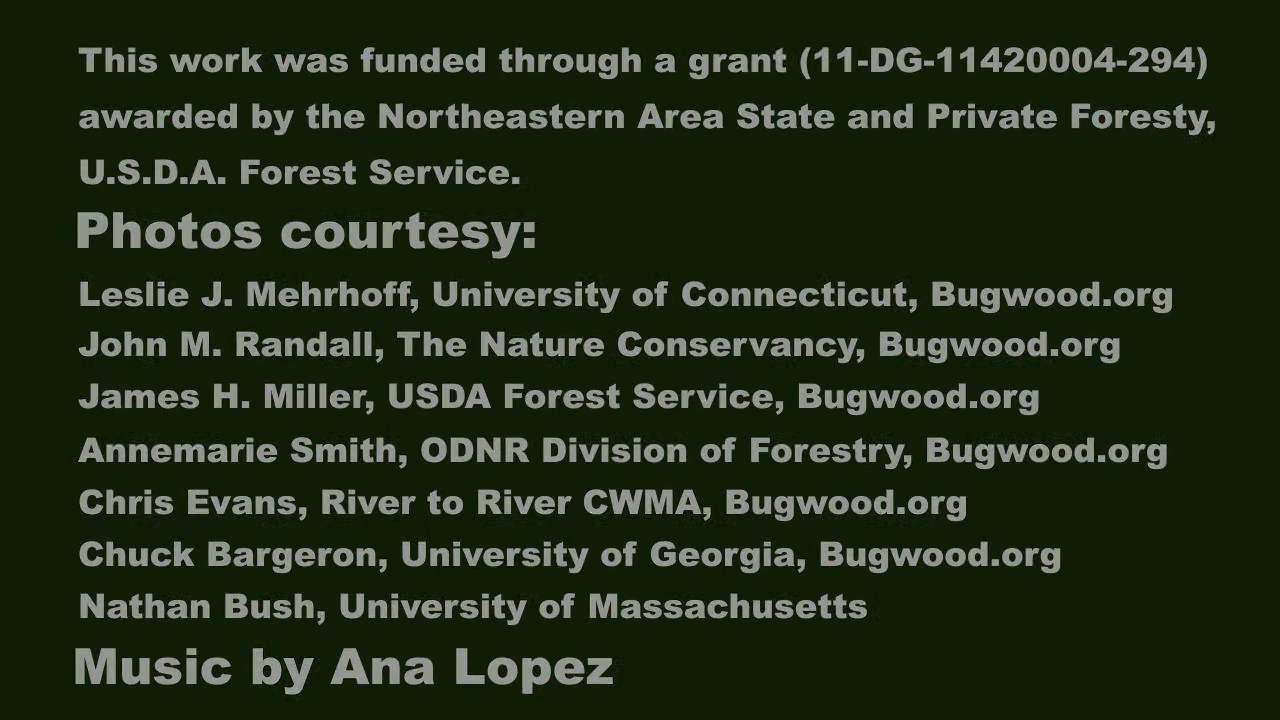 This work was funded through a grant (11-DG-11420004-294)
awarded by the Northeastern Area State and Private Foresty,
U.S.D.A. Forest Service.
Photos courtesy:
Leslie J. Mehrhoff, University of Connecticut, Bugwood.org
John M. Randall, The Nature Conservancy, Bugwood.org
James H. Miller, USDA Forest Service, Bugwood.org
Annemarie Smith, ODNR Division of Forestry, Bugwood.org
Chris Evans, River to River CWMA, Bugwood.org
Chuck Bargeron, University of Georgia, Bugwood.org
Nathan Bush, University of Massachusetts
Music by Ana Lopez